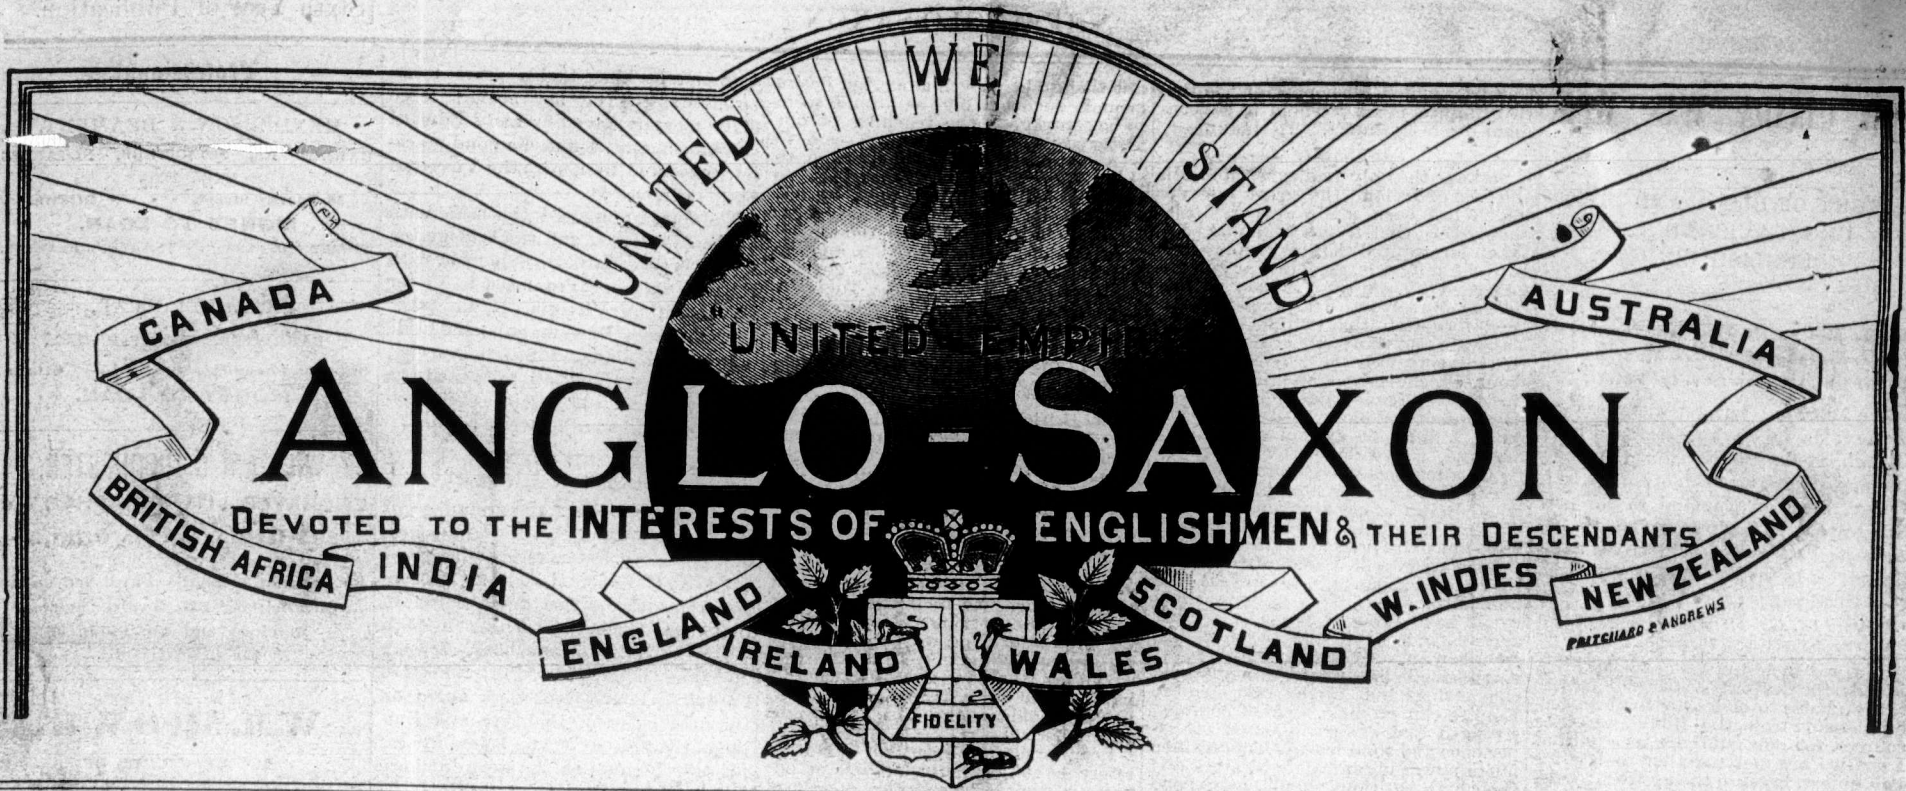 WE
UNITED STAND
"UNITED EMPIRE"
CANADA
AUSTRALIA
ANGLO-SAXON
DEVOTED TO THE INTERESTS OF ENGLISHMEN & THEIR DESCENDANTS
BRITISH AFRICA
INDIA
ENGLAND
IRELAND
WALES
SCOTLAND
W. INDIES
NEW ZEALAND
PRITCHARD & ANDREWS
FIDELITY